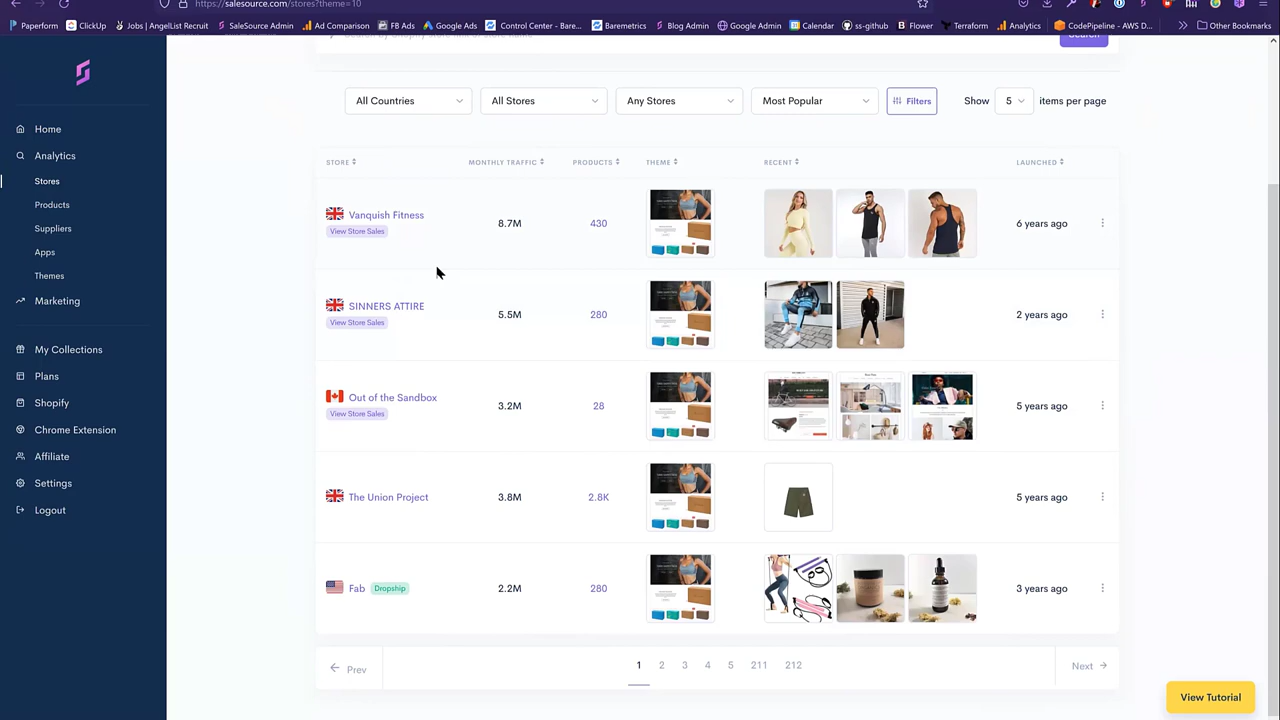 https://salesource.com/stores?theme=10
Paperform ClickUp Jobs | AngelList Recruit SaleSource Admin Ad Comparison FB Ads Google Ads Control Center - Bare... Baremetrics Blog Admin Google Admin Calendar ss-github Flower Terraform Analytics CodePipeline - AWS D... Other Bookmarks
Search
All Countries All Stores Any Stores Most Popular Filters Show 5 items per page
Home
Analytics
Stores
Products
Suppliers
Apps
Themes
Marketing
My Collections
Plans
Shopify
Chrome Extension
Affiliate
Settings
Logout
STORE MONTHLY TRAFFIC PRODUCTS THEME RECENT LAUNCHED
Vanquish Fitness 8.7M 430 6 years ago
View Store Sales
SINNERS ATTIRE 5.5M 280 2 years ago
View Store Sales
Out of the Sandbox 3.2M 28 5 years ago
View Store Sales
The Union Project 3.8M 2.8K 5 years ago
Fab Dropship 2.2M 280 3 years ago
Prev 1 2 3 4 5 211 212 Next
View Tutorial